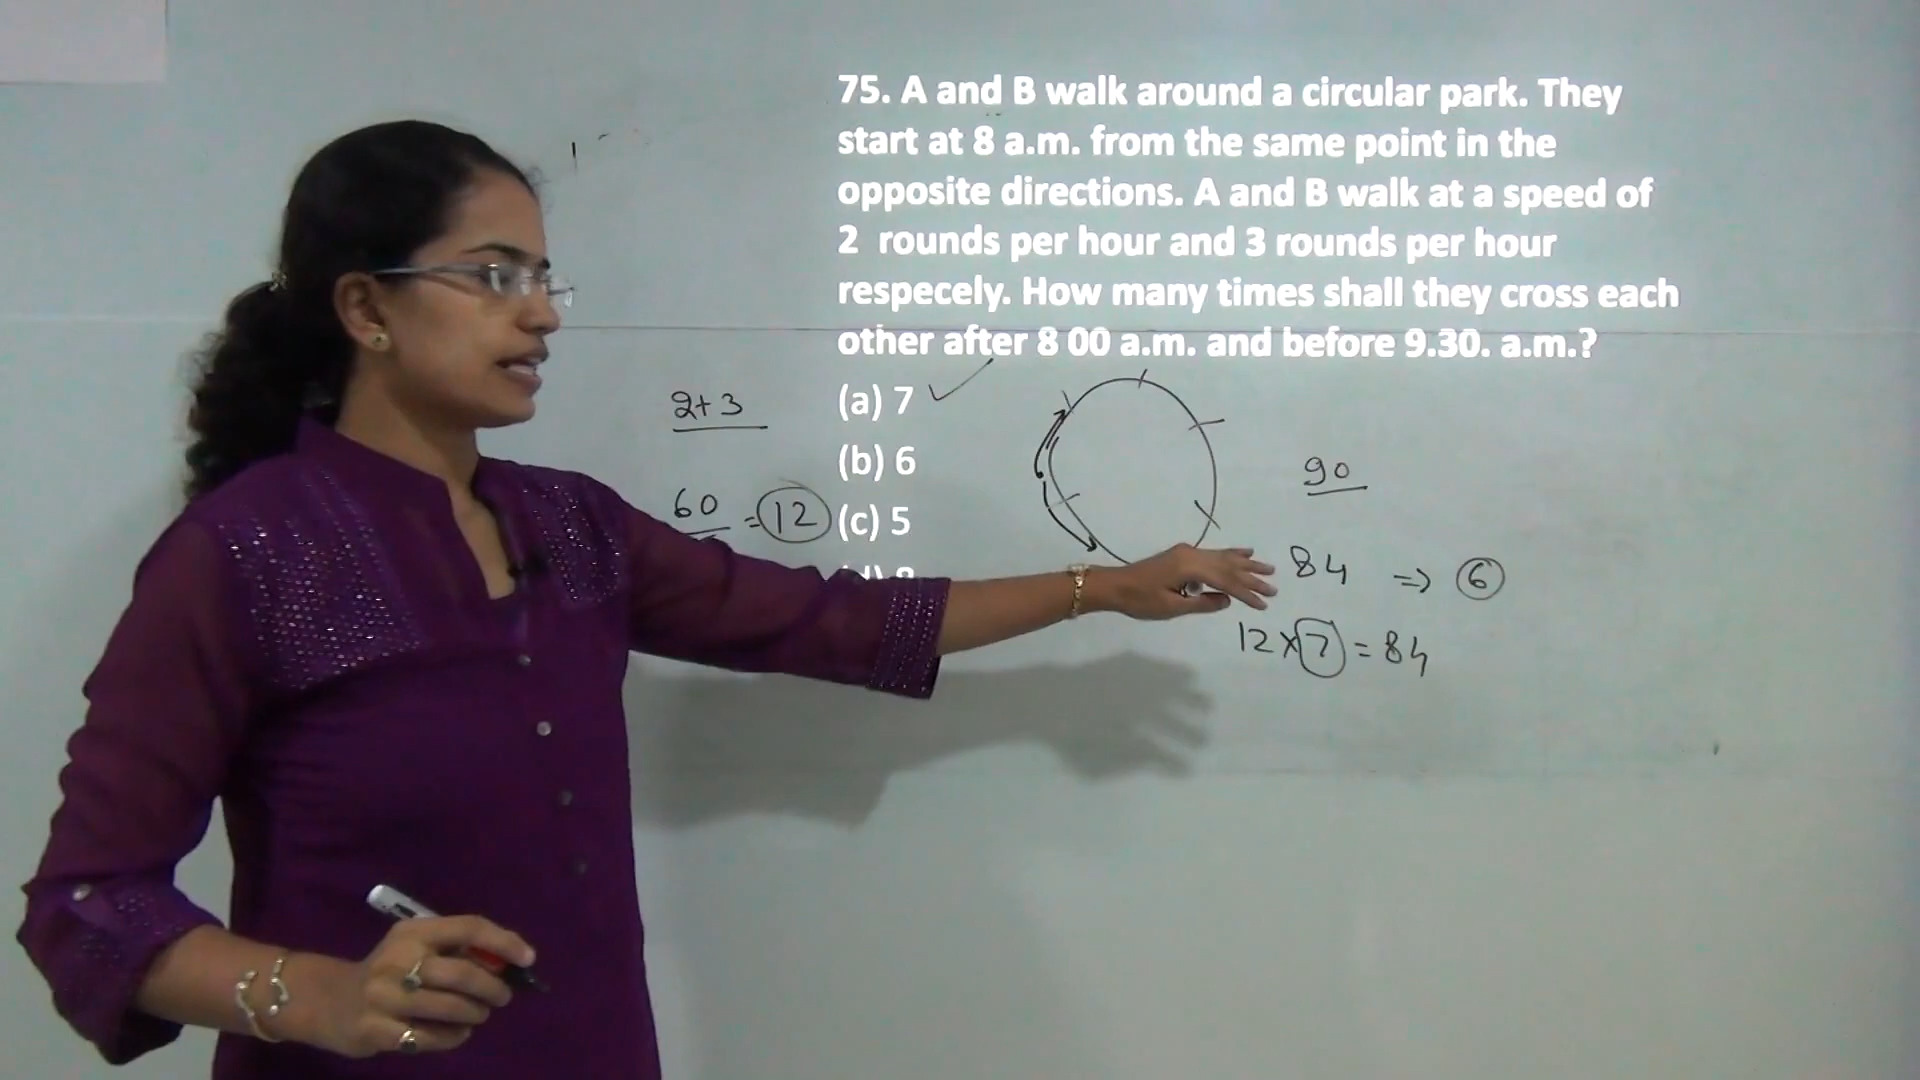 75. A and B walk around a circular park. They
start at 8 a.m. from the same point in the
opposite directions. A and B walk at a speed of
2 rounds per hour and 3 rounds per hour
respecely. How many times shall they cross each
other after 8 00 a.m. and before 9.30. a.m.?
(a) 7
(b) 6
(c) 5
2+3
60 = 12
90
84 => 6
12×7=84